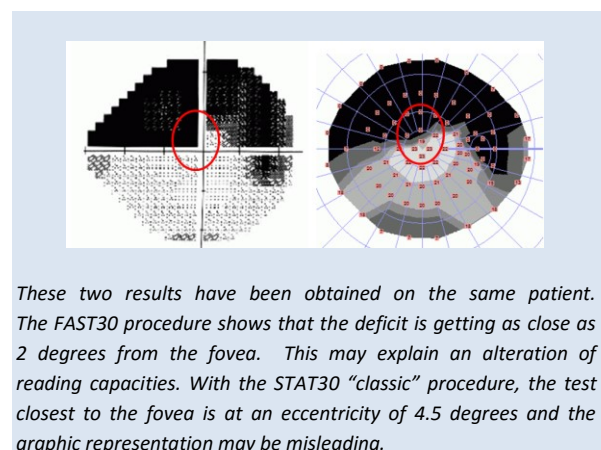 These two results have been obtained on the same patient.
The FAST30 procedure shows that the deficit is getting as close as
2 degrees from the fovea. This may explain an alteration of
reading capacities. With the STAT30 “classic” procedure, the test
closest to the fovea is at an eccentricity of 4.5 degrees and the
graphic representation may be misleading.